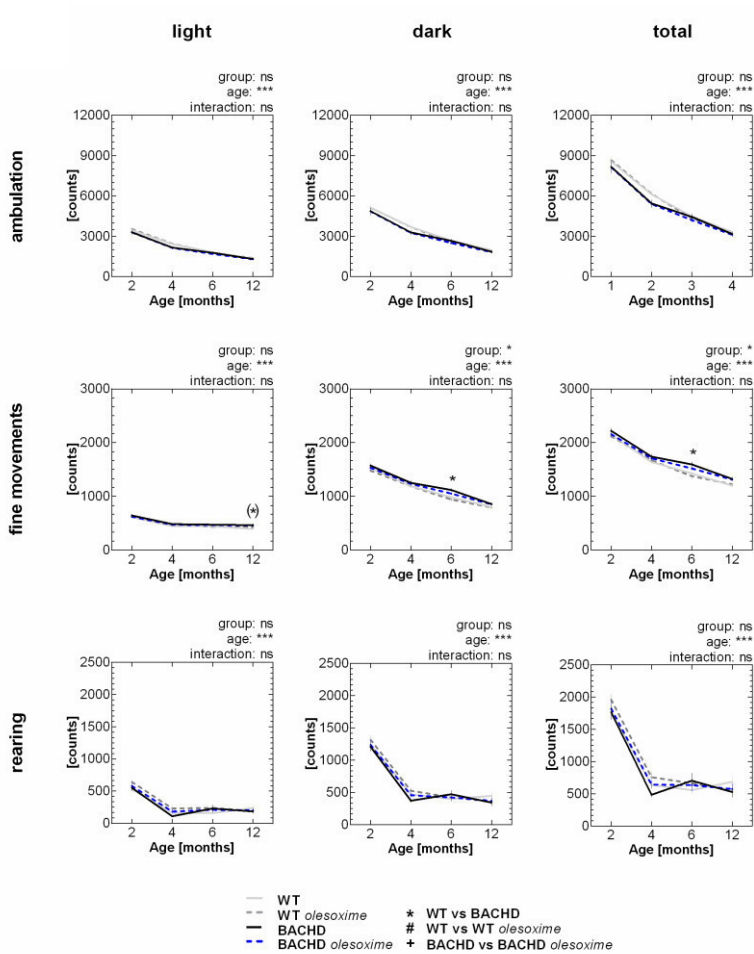 light dark total
ambulation
group: ns
age: ***
interaction: ns
12000
9000
6000
3000
0
[counts]
2 4 6 12
Age [months]
group: ns
age: ***
interaction: ns
12000
9000
6000
3000
0
[counts]
2 4 6 12
Age [months]
group: ns
age: ***
interaction: ns
12000
9000
6000
3000
0
[counts]
1 2 3 4
Age [months]
fine movements
group: ns
age: ***
interaction: ns
3000
2000
1000
0
[counts]
(*)
2 4 6 12
Age [months]
group: *
age: ***
interaction: ns
3000
2000
1000
0
[counts]
*
2 4 6 12
Age [months]
group: *
age: ***
interaction: ns
3000
2000
1000
0
[counts]
*
2 4 6 12
Age [months]
rearing
group: ns
age: ***
interaction: ns
2500
2000
1500
1000
500
0
[counts]
2 4 6 12
Age [months]
group: ns
age: ***
interaction: ns
2500
2000
1500
1000
500
0
[counts]
2 4 6 12
Age [months]
group: ns
age: ***
interaction: ns
2500
2000
1500
1000
500
0
[counts]
2 4 6 12
Age [months]
WT
WT olesoxime
BACHD
BACHD olesoxime
* WT vs BACHD
# WT vs WT olesoxime
+ BACHD vs BACHD olesoxime